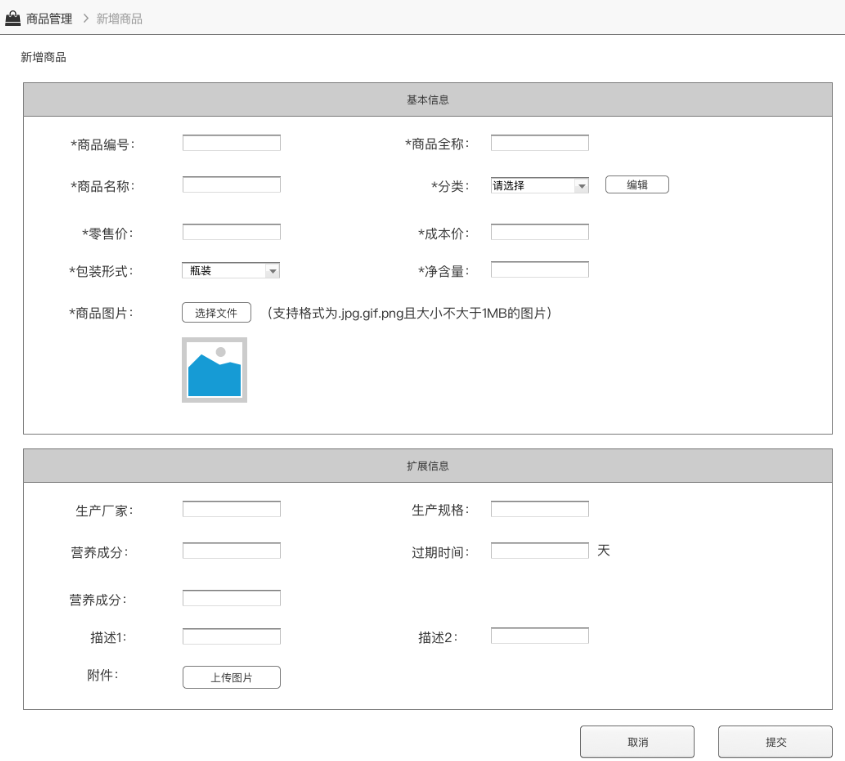 商品管理 > 新增商品
新增商品
基本信息
*商品编号： *商品全称：
*商品名称： *分类： 请选择 编辑
*零售价： *成本价：
*包装形式： 瓶装 *净含量：
*商品图片： 选择文件 （支持格式为.jpg.gif.png且大小不大于1MB的图片）
扩展信息
生产厂家： 生产规格：
营养成分： 过期时间： 天
营养成分：
描述1： 描述2：
附件： 上传图片
取消 提交